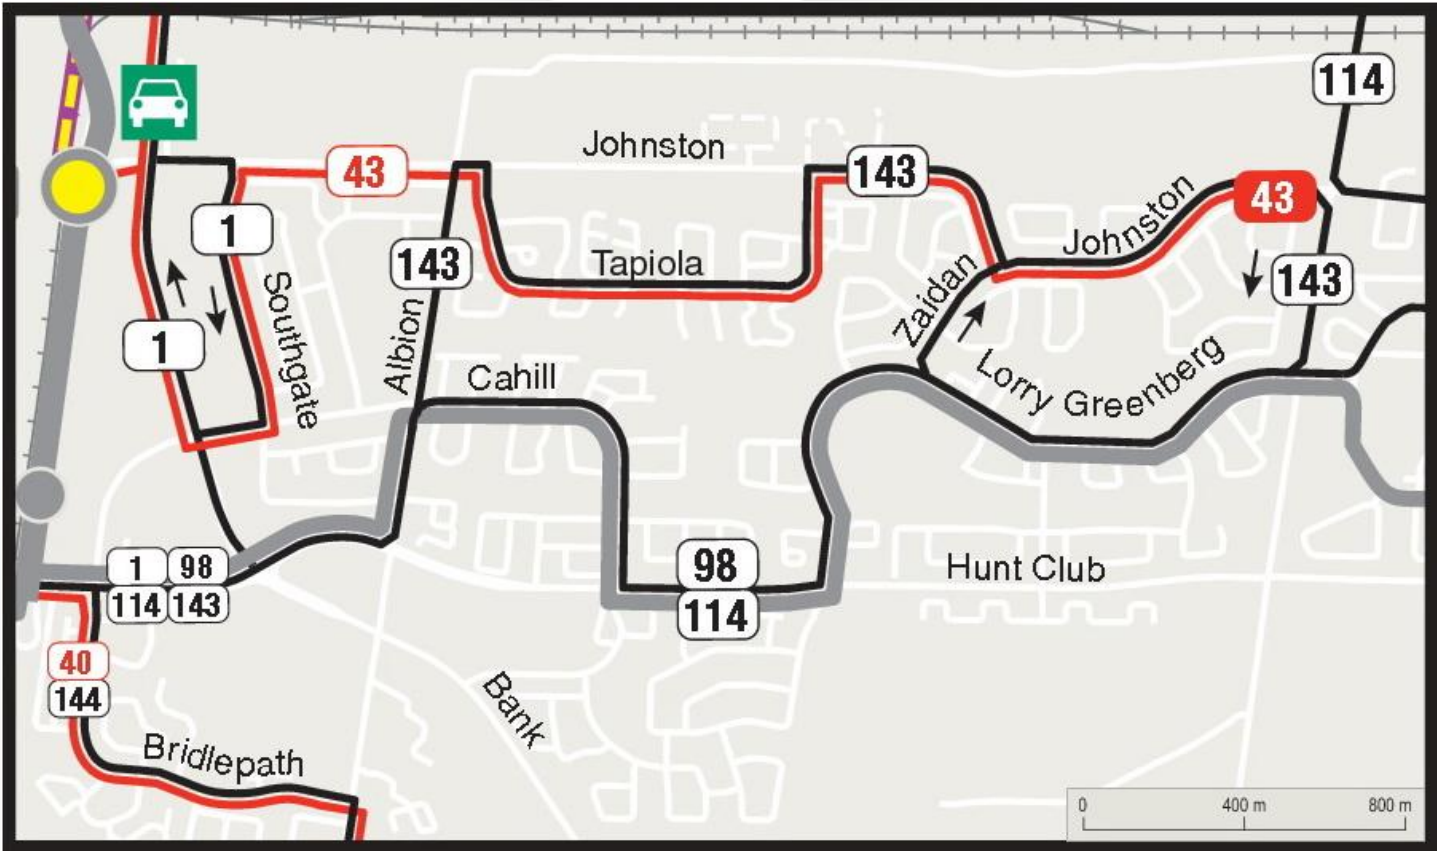 114
Johnston
43
143
43
1
Johnston
143
Tapiola
143
Southgate
Zaidan
1
Albion
Cahill
Lorry Greenberg
1 98
114 143
98
114
Hunt Club
40
144
Bank
Bridlepath
0 400 m 800 m